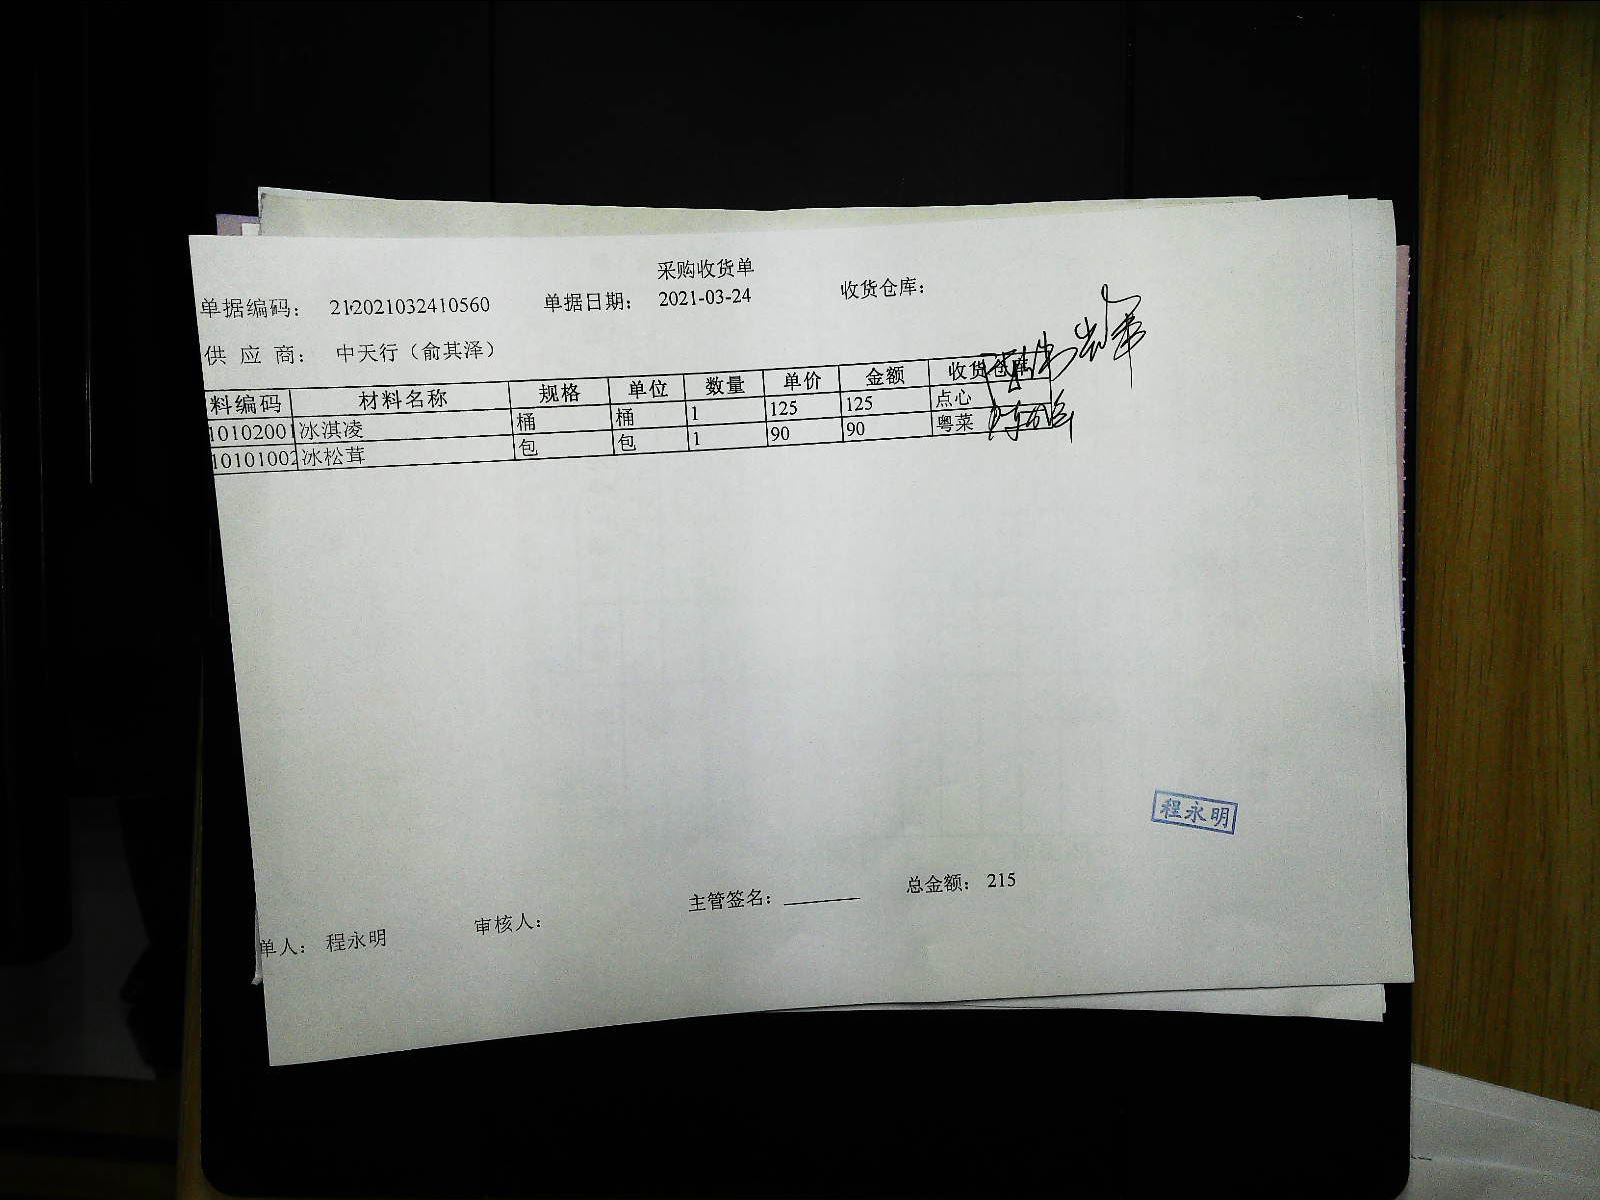 采购收货单
单据编码： 212021032410560 单据日期： 2021-03-24 收货仓库：
供 应 商： 中天行（俞其泽）
料编码 材料名称 规格 单位 数量 单价 金额 收货仓库
10102001 冰淇凌 桶 桶 1 125 125 点心
10101002 冰松茸 包 包 1 90 90 粤菜
程永明
主管签名： 总金额： 215
单人： 程永明 审核人：